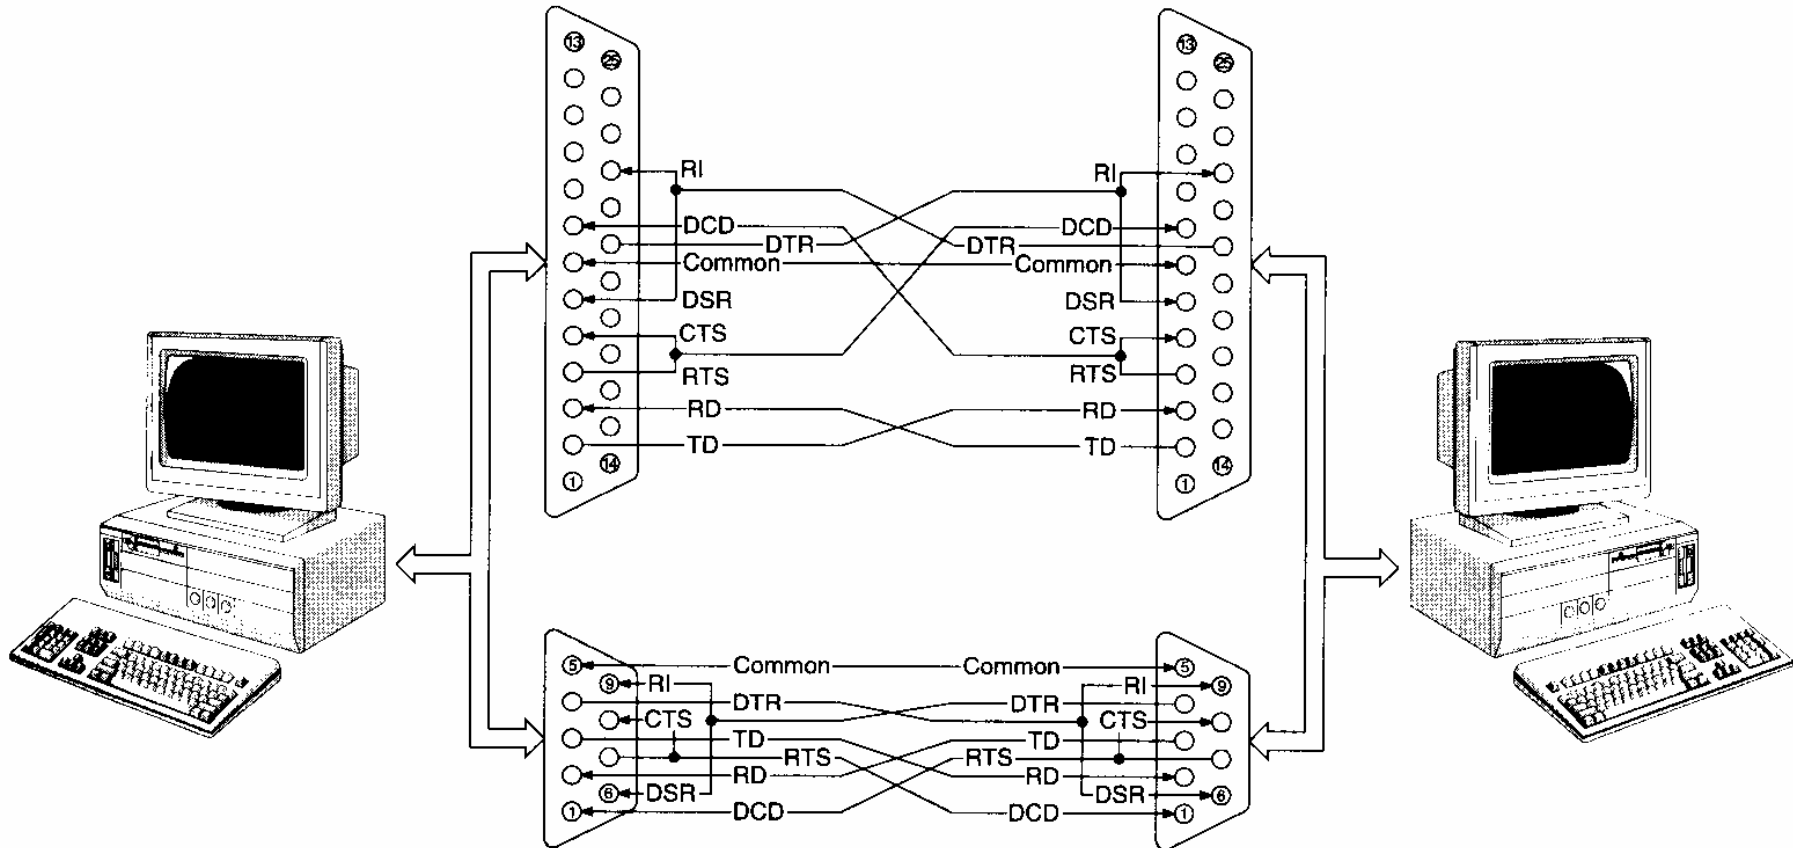 13 13
25 25
RI RI
DCD DCD
DTR DTR
Common Common
DSR DSR
CTS CTS
RTS RTS
RD RD
TD TD
14 14
1 1
5 Common Common 5
9 RI RI 9
DTR DTR
CTS CTS
TD TD
RTS RTS
RD RD
6 DSR DSR 6
1 DCD DCD 1